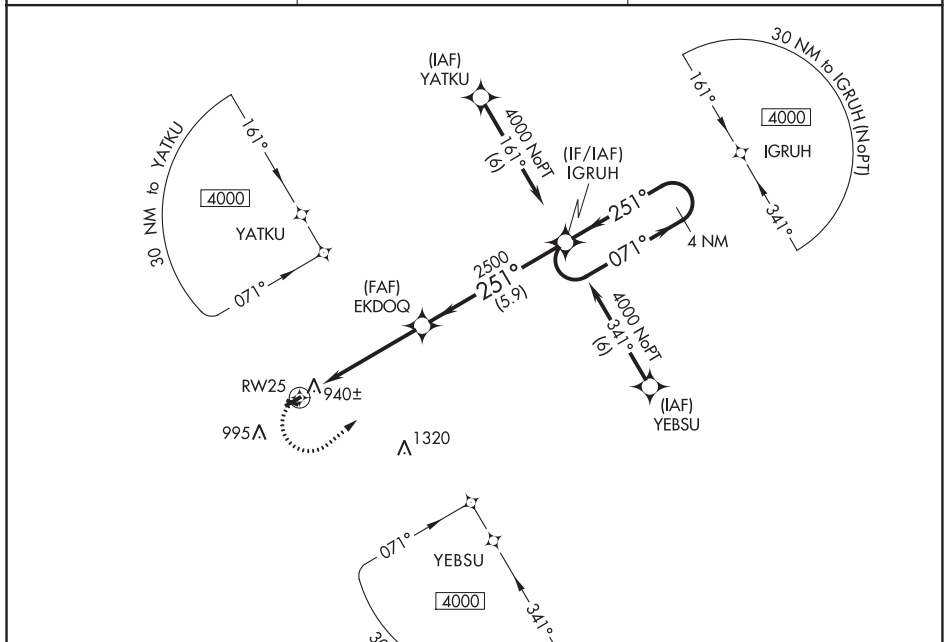 30 NM to YATKU
161°
4000
YATKU
071°
(IAF)
YATKU
4000 NoPT
161°
(6)
(IF/IAF)
IGRUH
161°
30 NM to IGRUH (NoPT)
4000
IGRUH
341°
251°
071°
4 NM
2500
251°
(5.9)
(FAF)
EKDOQ
4000 NoPT
341°
(6)
(IAF)
YEBSU
RW25
940±
995
1320
071°
YEBSU
4000
341°